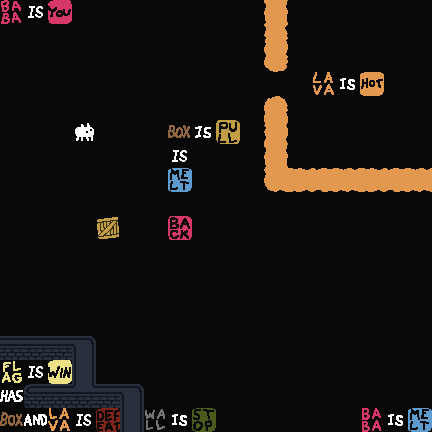 BABA IS YOU
LAVA IS HOT
BOX IS PULL
IS
MELT
BACK
FLAG IS WIN
HAS
BOX AND LAVA IS DEFEAT
WALL IS STOP
BABA IS MELT